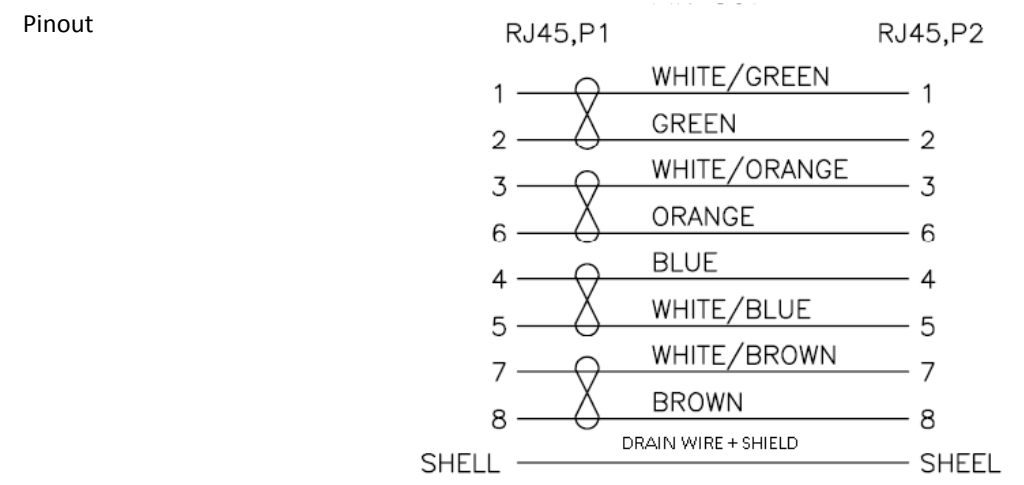 Pinout
RJ45,P1 RJ45,P2
1 WHITE/GREEN 1
2 GREEN 2
3 WHITE/ORANGE 3
6 ORANGE 6
4 BLUE 4
5 WHITE/BLUE 5
7 WHITE/BROWN 7
8 BROWN 8
DRAIN WIRE + SHIELD
SHELL SHEEL